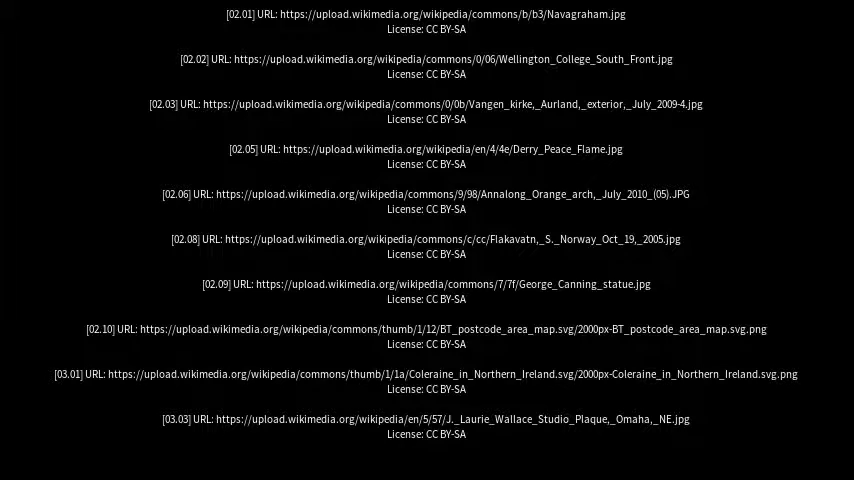 [02.01] URL: https://upload.wikimedia.org/wikipedia/commons/b/b3/Navagraham.jpg
License: CC BY-SA
[02.02] URL: https://upload.wikimedia.org/wikipedia/commons/0/06/Wellington_College_South_Front.jpg
License: CC BY-SA
[02.03] URL: https://upload.wikimedia.org/wikipedia/commons/0/0b/Vangen_kirke,_Aurland,_exterior,_July_2009-4.jpg
License: CC BY-SA
[02.05] URL: https://upload.wikimedia.org/wikipedia/en/4/4e/Derry_Peace_Flame.jpg
License: CC BY-SA
[02.06] URL: https://upload.wikimedia.org/wikipedia/commons/9/98/Annalong_Orange_arch,_July_2010_(05).JPG
License: CC BY-SA
[02.08] URL: https://upload.wikimedia.org/wikipedia/commons/c/cc/Flakavatn,_S._Norway_Oct_19,_2005.jpg
License: CC BY-SA
[02.09] URL: https://upload.wikimedia.org/wikipedia/commons/7/7f/George_Canning_statue.jpg
License: CC BY-SA
[02.10] URL: https://upload.wikimedia.org/wikipedia/commons/thumb/1/12/BT_postcode_area_map.svg/2000px-BT_postcode_area_map.svg.png
License: CC BY-SA
[03.01] URL: https://upload.wikimedia.org/wikipedia/commons/thumb/1/1a/Coleraine_in_Northern_Ireland.svg/2000px-Coleraine_in_Northern_Ireland.svg.png
License: CC BY-SA
[03.03] URL: https://upload.wikimedia.org/wikipedia/en/5/57/J._Laurie_Wallace_Studio_Plaque,_Omaha,_NE.jpg
License: CC BY-SA